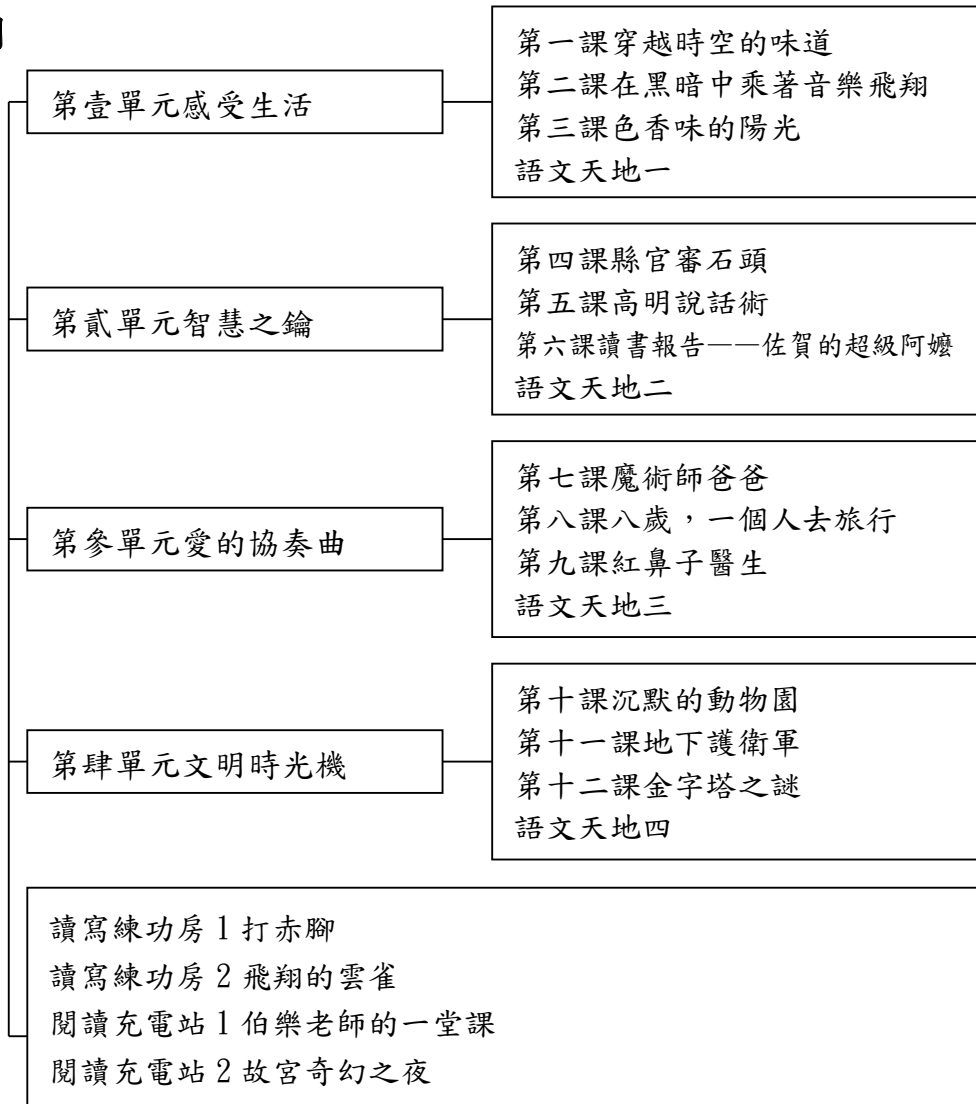 第壹單元感受生活
第一課穿越時空的味道
第二課在黑暗中乘著音樂飛翔
第三課色香味的陽光
語文天地一
第貳單元智慧之鑰
第四課縣官審石頭
第五課高明說話術
第六課讀書報告——佐賀的超級阿嬤
語文天地二
第參單元愛的協奏曲
第七課魔術師爸爸
第八課八歲，一個人去旅行
第九課紅鼻子醫生
語文天地三
第肆單元文明時光機
第十課沉默的動物園
第十一課地下護衛軍
第十二課金字塔之謎
語文天地四
讀寫練功房 1 打赤腳
讀寫練功房 2 飛翔的雲雀
閱讀充電站 1 伯樂老師的一堂課
閱讀充電站 2 故宮奇幻之夜